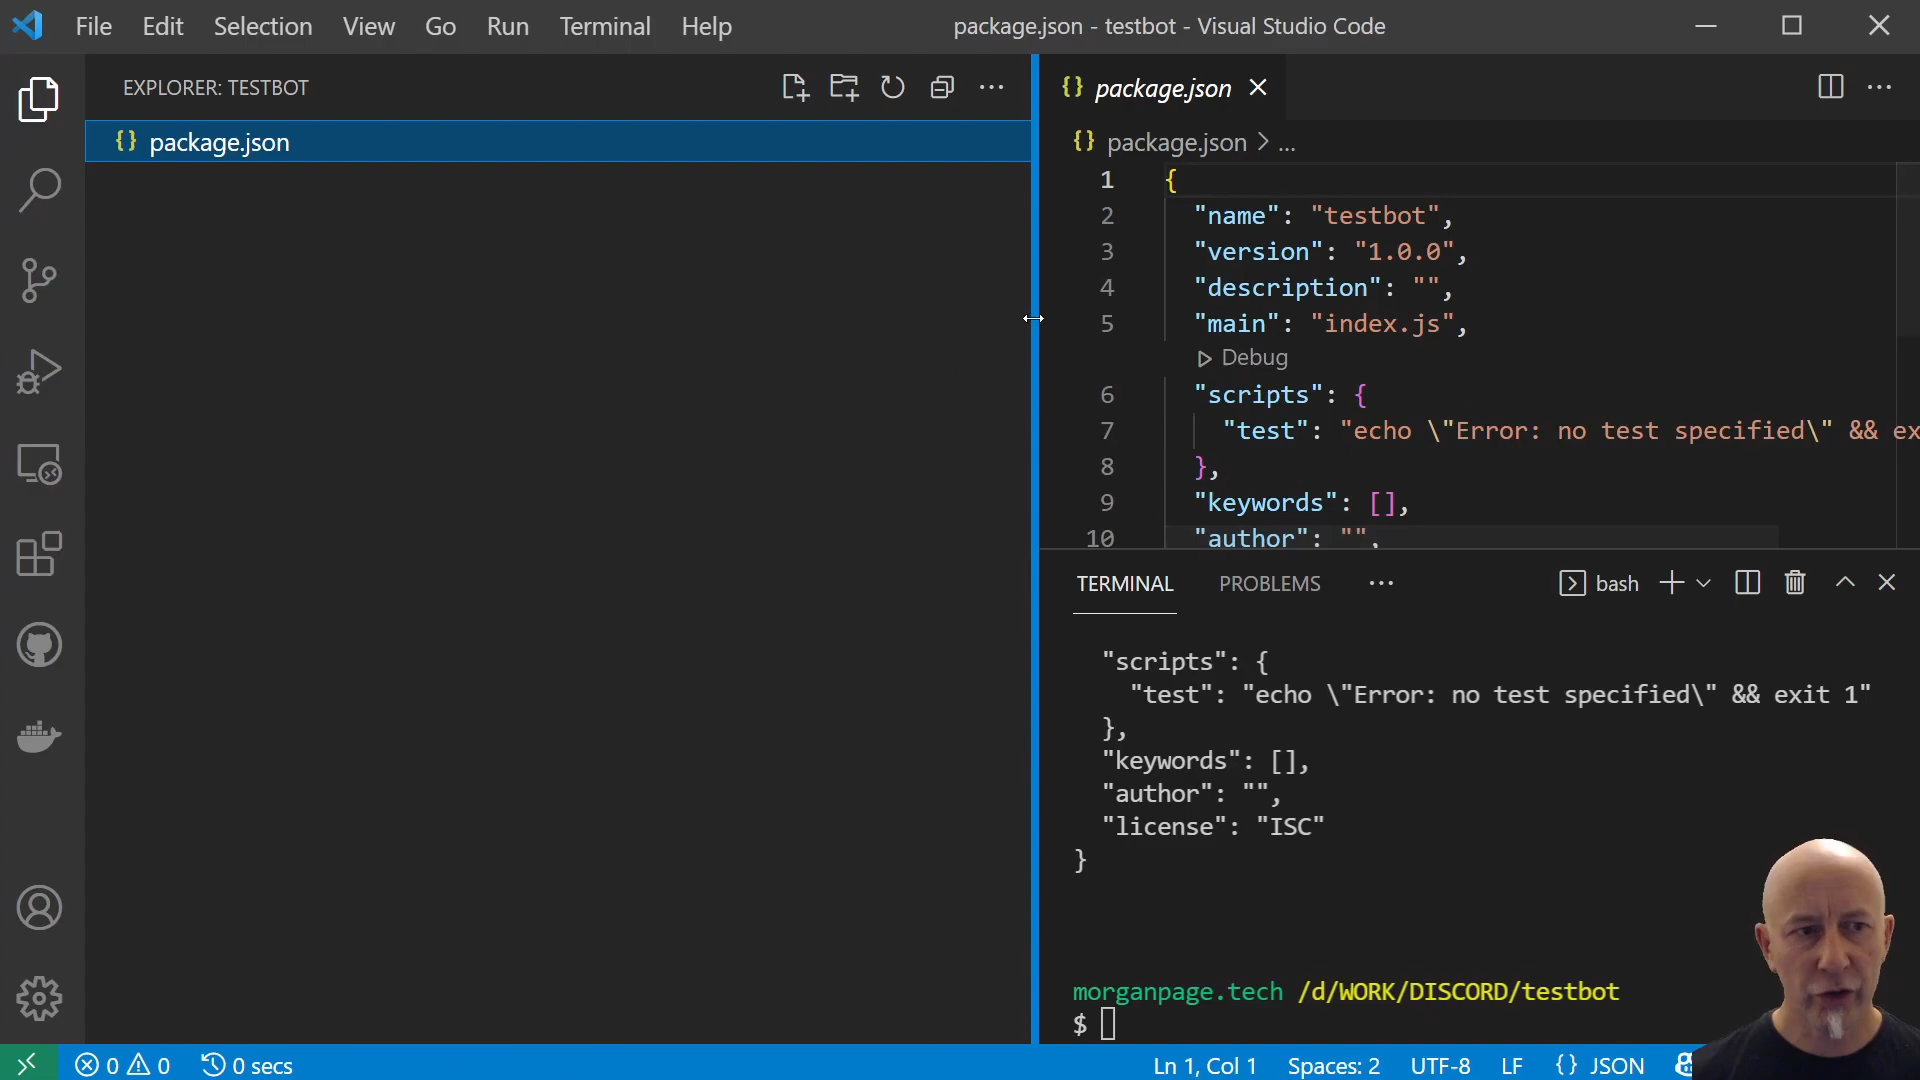 File Edit Selection View Go Run Terminal Help
package.json - testbot - Visual Studio Code
EXPLORER: TESTBOT
{} package.json
{} package.json
{} package.json > ...
1 {
2 "name": "testbot",
3 "version": "1.0.0",
4 "description": "",
5 "main": "index.js",
Debug
6 "scripts": {
7 "test": "echo \"Error: no test specified\" && ex
8 },
9 "keywords": [],
10 "author": "",
TERMINAL PROBLEMS ··· bash
"scripts": {
"test": "echo \"Error: no test specified\" && exit 1"
},
"keywords": [],
"author": "",
"license": "ISC"
}
morganpage.tech /d/WORK/DISCORD/testbot
$
0 0 0 secs Ln 1, Col 1 Spaces: 2 UTF-8 LF {} JSON